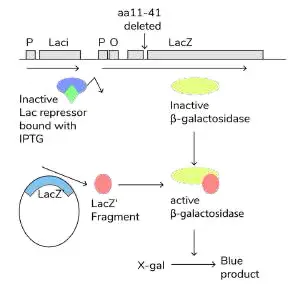 aa11-41
deleted
P Laci P O LacZ
Inactive
Lac repressor
bound with
IPTG
Inactive
β-galactosidase
LacZ'
LacZ'
Fragment
active
β-galactosidase
X-gal
Blue
product